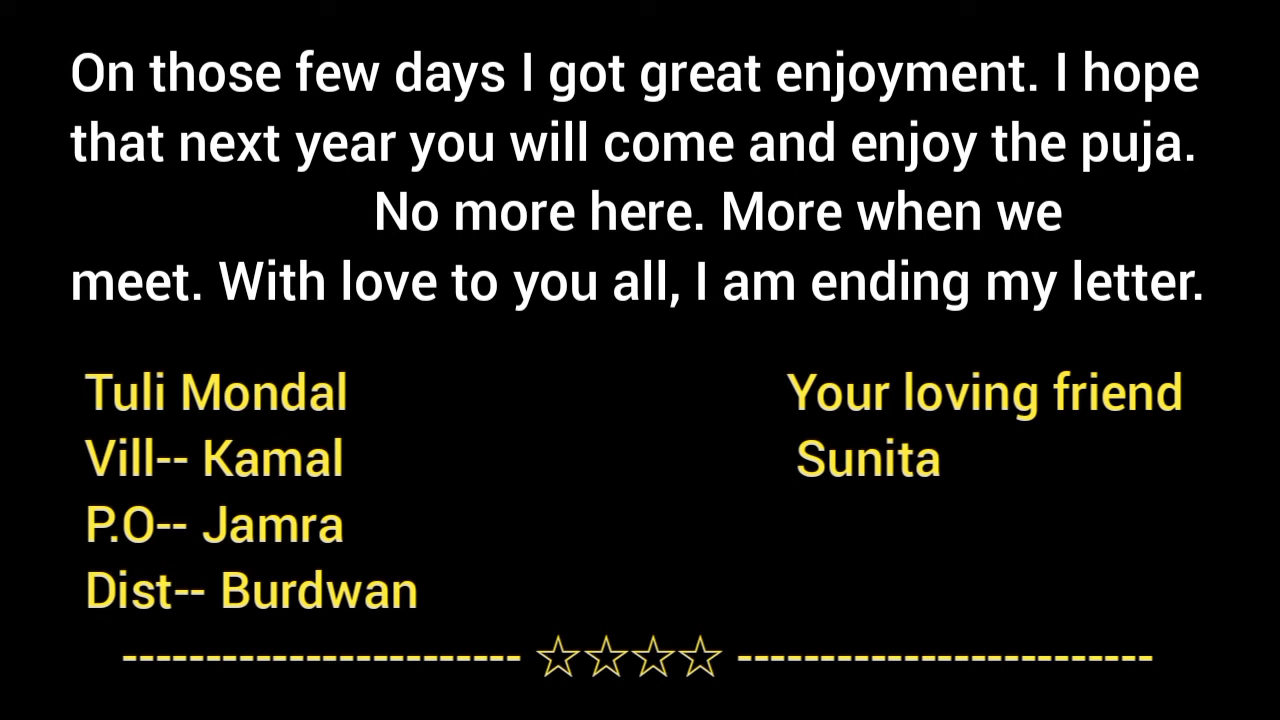 On those few days I got great enjoyment. I hope
that next year you will come and enjoy the puja.
No more here. More when we
meet. With love to you all, I am ending my letter.
Tuli Mondal
Your loving friend
Vill-- Kamal
Sunita
P.O-- Jamra
Dist-- Burdwan
------------------------ ☆☆☆☆ -------------------------